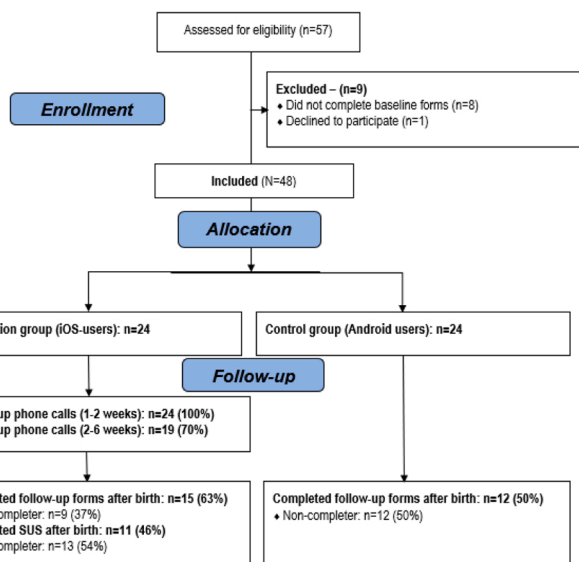 Assessed for eligibility (n=57)
Excluded – (n=9)
♦ Did not complete baseline forms (n=8)
♦ Declined to participate (n=1)
Enrollment
Included (N=48)
Allocation
ion group (iOS-users): n=24
Control group (Android users): n=24
Follow-up
up phone calls (1-2 weeks): n=24 (100%)
up phone calls (2-6 weeks): n=19 (70%)
ted follow-up forms after birth: n=15 (63%)
ompleter: n=9 (37%)
ted SUS after birth: n=11 (46%)
ompleter: n=13 (54%)
Completed follow-up forms after birth: n=12 (50%)
♦ Non-completer: n=12 (50%)